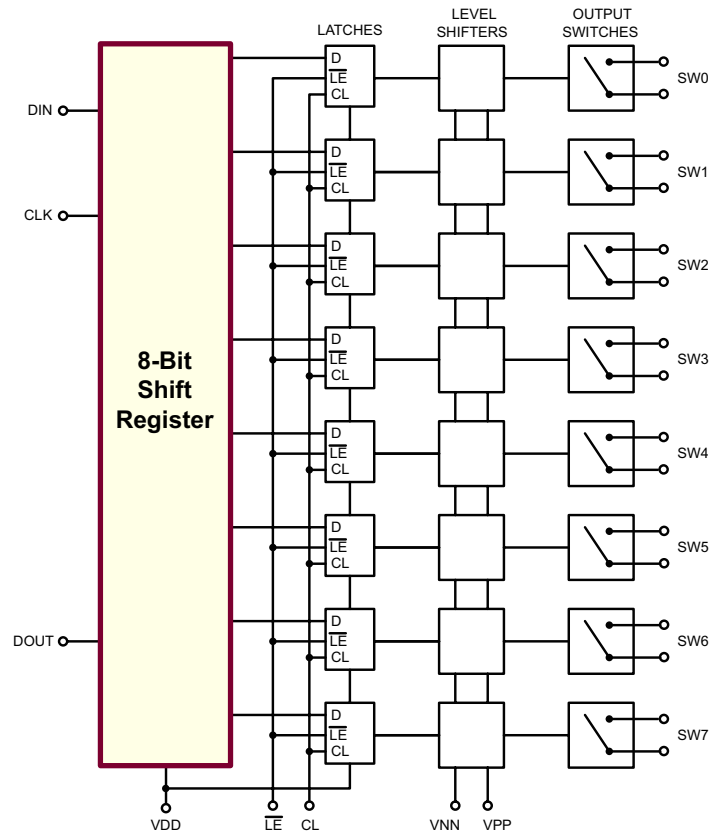 LATCHES
LEVEL
SHIFTERS
OUTPUT
SWITCHES
DIN
CLK
DOUT
8-Bit
Shift
Register
D
LE
CL
SW0
D
LE
CL
SW1
D
LE
CL
SW2
D
LE
CL
SW3
D
LE
CL
SW4
D
LE
CL
SW5
D
LE
CL
SW6
D
LE
CL
SW7
VDD
LE
CL
VNN
VPP